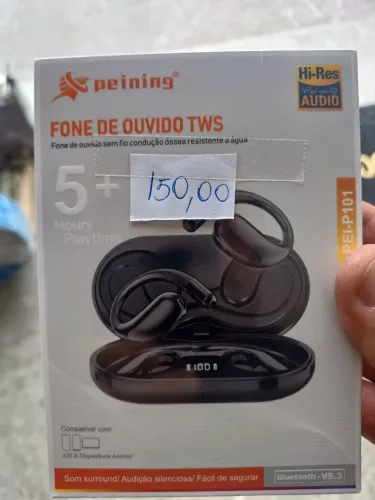 peining®
Hi-Res
AUDIO
FONE DE OUVIDO TWS
Fone de ouvido sem fio condução óssea resistente a água
150,00
5+
Hours
Playtime
PEI-P101
100
Compatível com
iOS & Dispositivos Android
Som surround/ Audição silenciosa/ Fácil de segurar
Bluetooth -V5.3